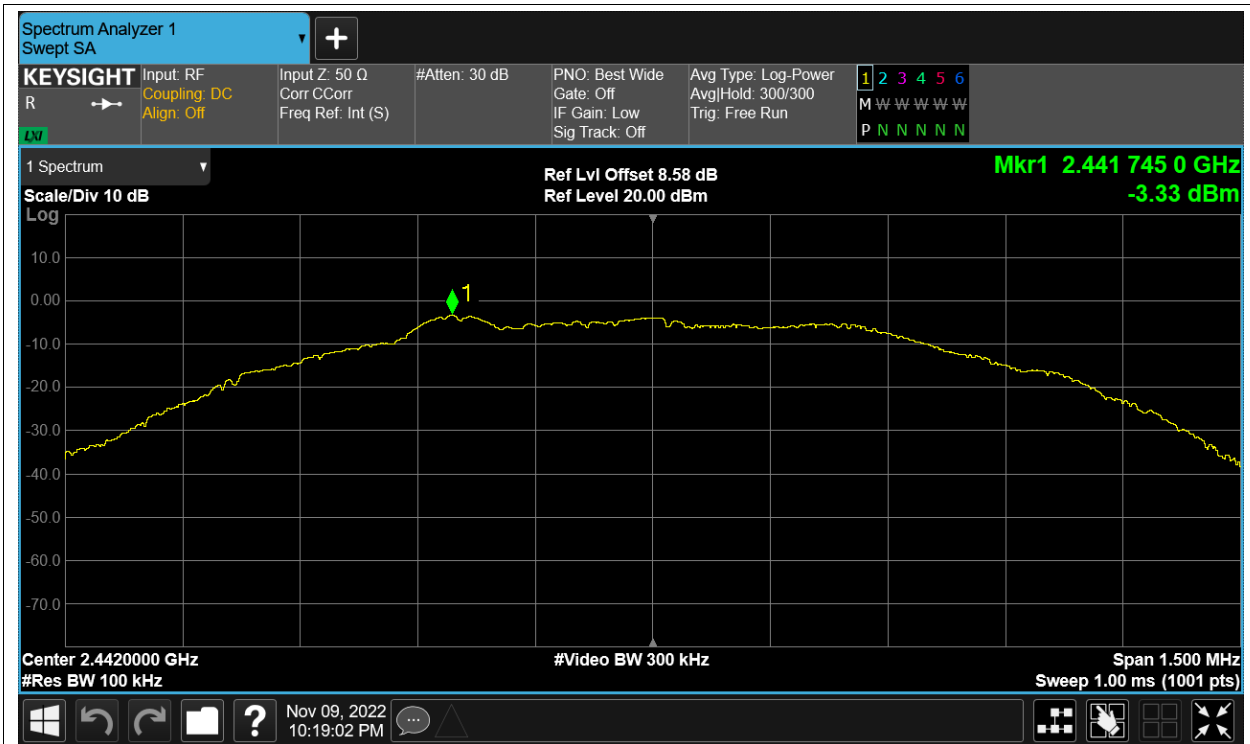 Spectrum Analyzer 1
Swept SA
KEYSIGHT
R
LXI
Input: RF
Coupling: DC
Align: Off
Input Z: 50 Ω
Corr CCorr
Freq Ref: Int (S)
#Atten: 30 dB
PNO: Best Wide
Gate: Off
IF Gain: Low
Sig Track: Off
Avg Type: Log-Power
Avg|Hold: 300/300
Trig: Free Run
1 2 3 4 5 6
M W W W W W
P N N N N N
1 Spectrum
Scale/Div 10 dB
Log
Ref Lvl Offset 8.58 dB
Ref Level 20.00 dBm
Mkr1 2.441 745 0 GHz
-3.33 dBm
10.0
0.00
1
-10.0
-20.0
-30.0
-40.0
-50.0
-60.0
-70.0
Center 2.4420000 GHz
#Video BW 300 kHz
Span 1.500 MHz
#Res BW 100 kHz
Sweep 1.00 ms (1001 pts)
?
Nov 09, 2022
10:19:02 PM